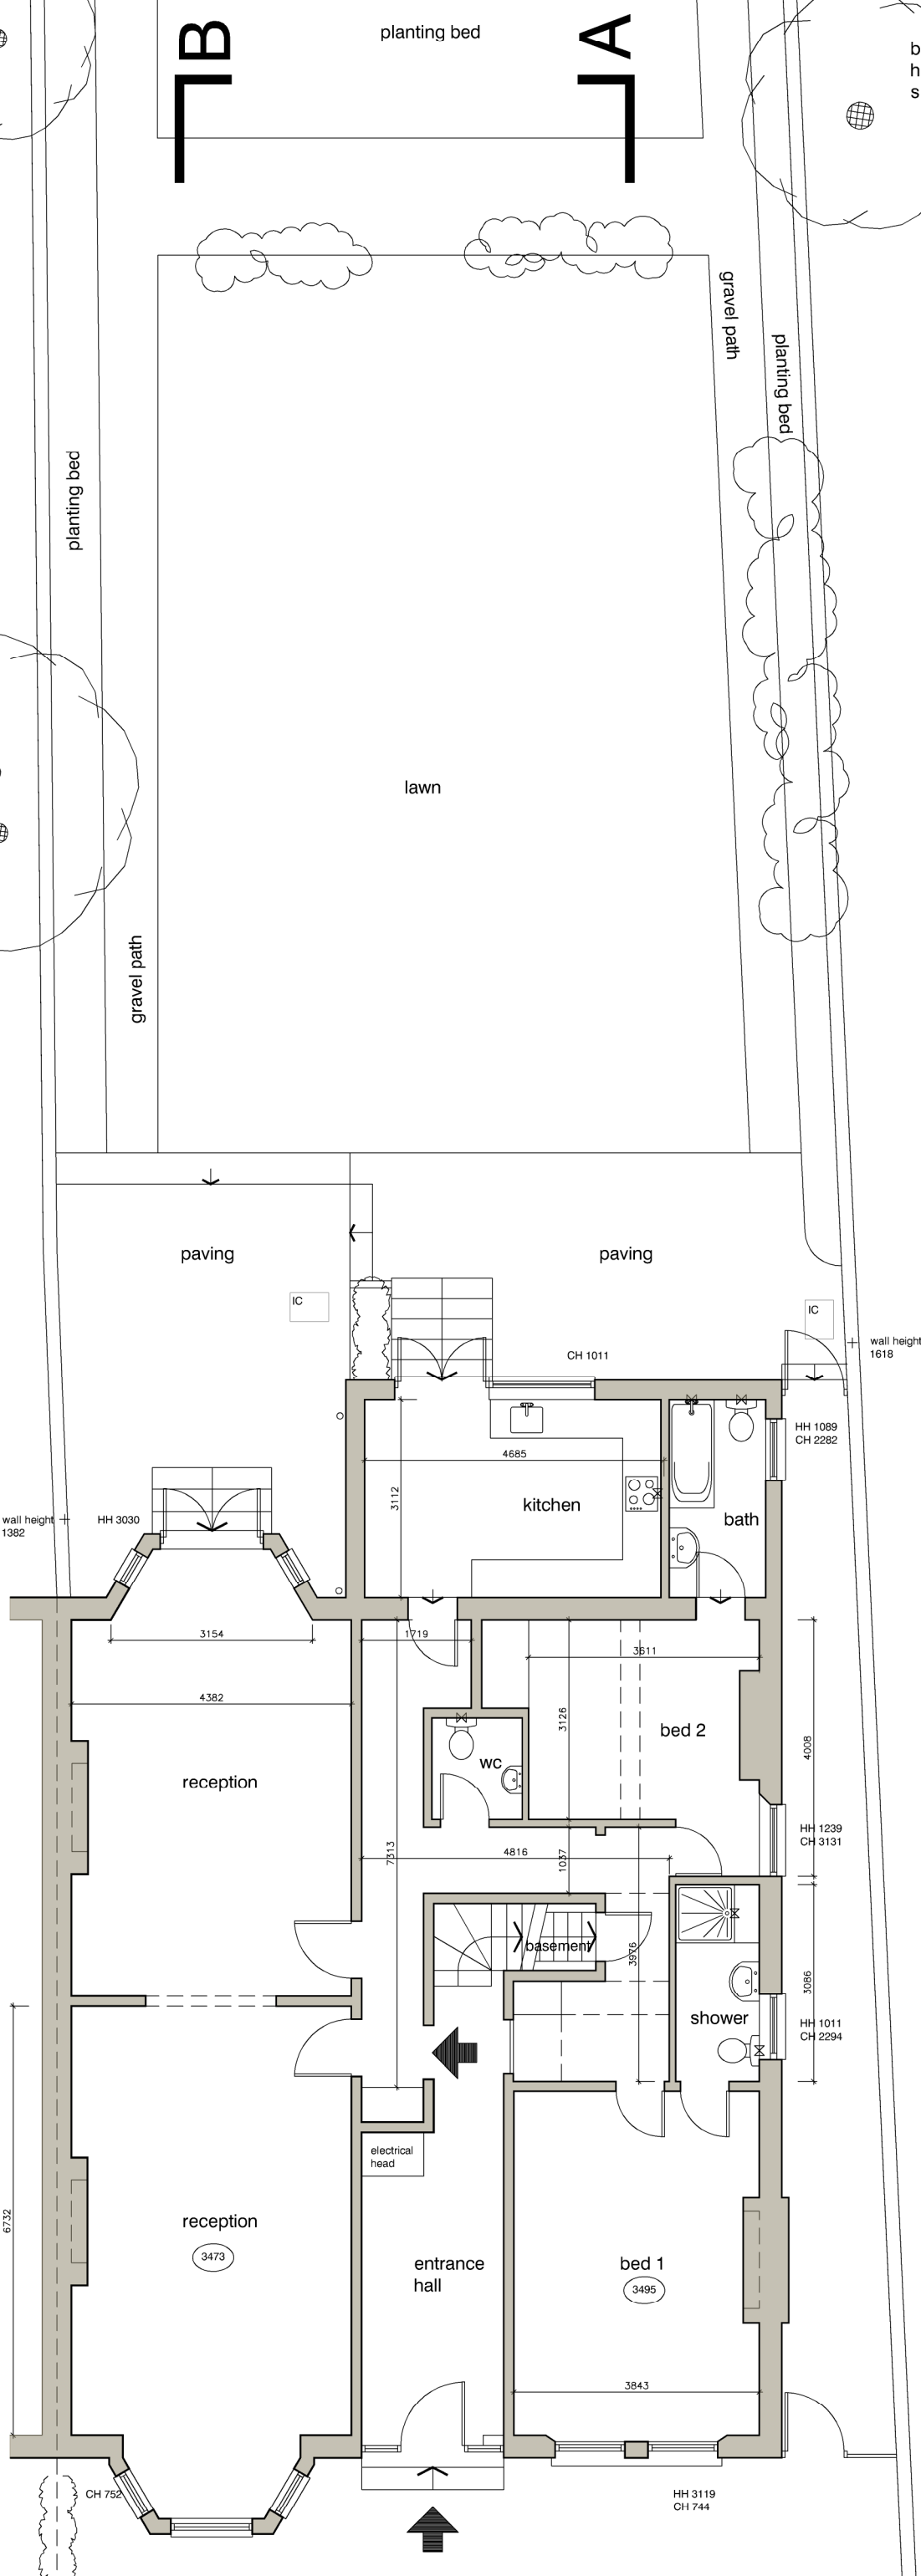 B
planting bed
A
b
h
s
gravel path
planting bed
planting bed
lawn
gravel path
paving
paving
IC
IC
wall height
1618
CH 1011
HH 1089
CH 2282
4685
3112
kitchen
bath
wall height
1382
HH 3030
3154
1719
3611
4382
3126
bed 2
4008
wc
reception
HH 1239
CH 3131
7313
4816
1037
basement
3976
3086
shower
HH 1011
CH 2294
electrical
head
6732
reception
3473
entrance
hall
bed 1
3495
3843
CH 752
HH 3119
CH 744